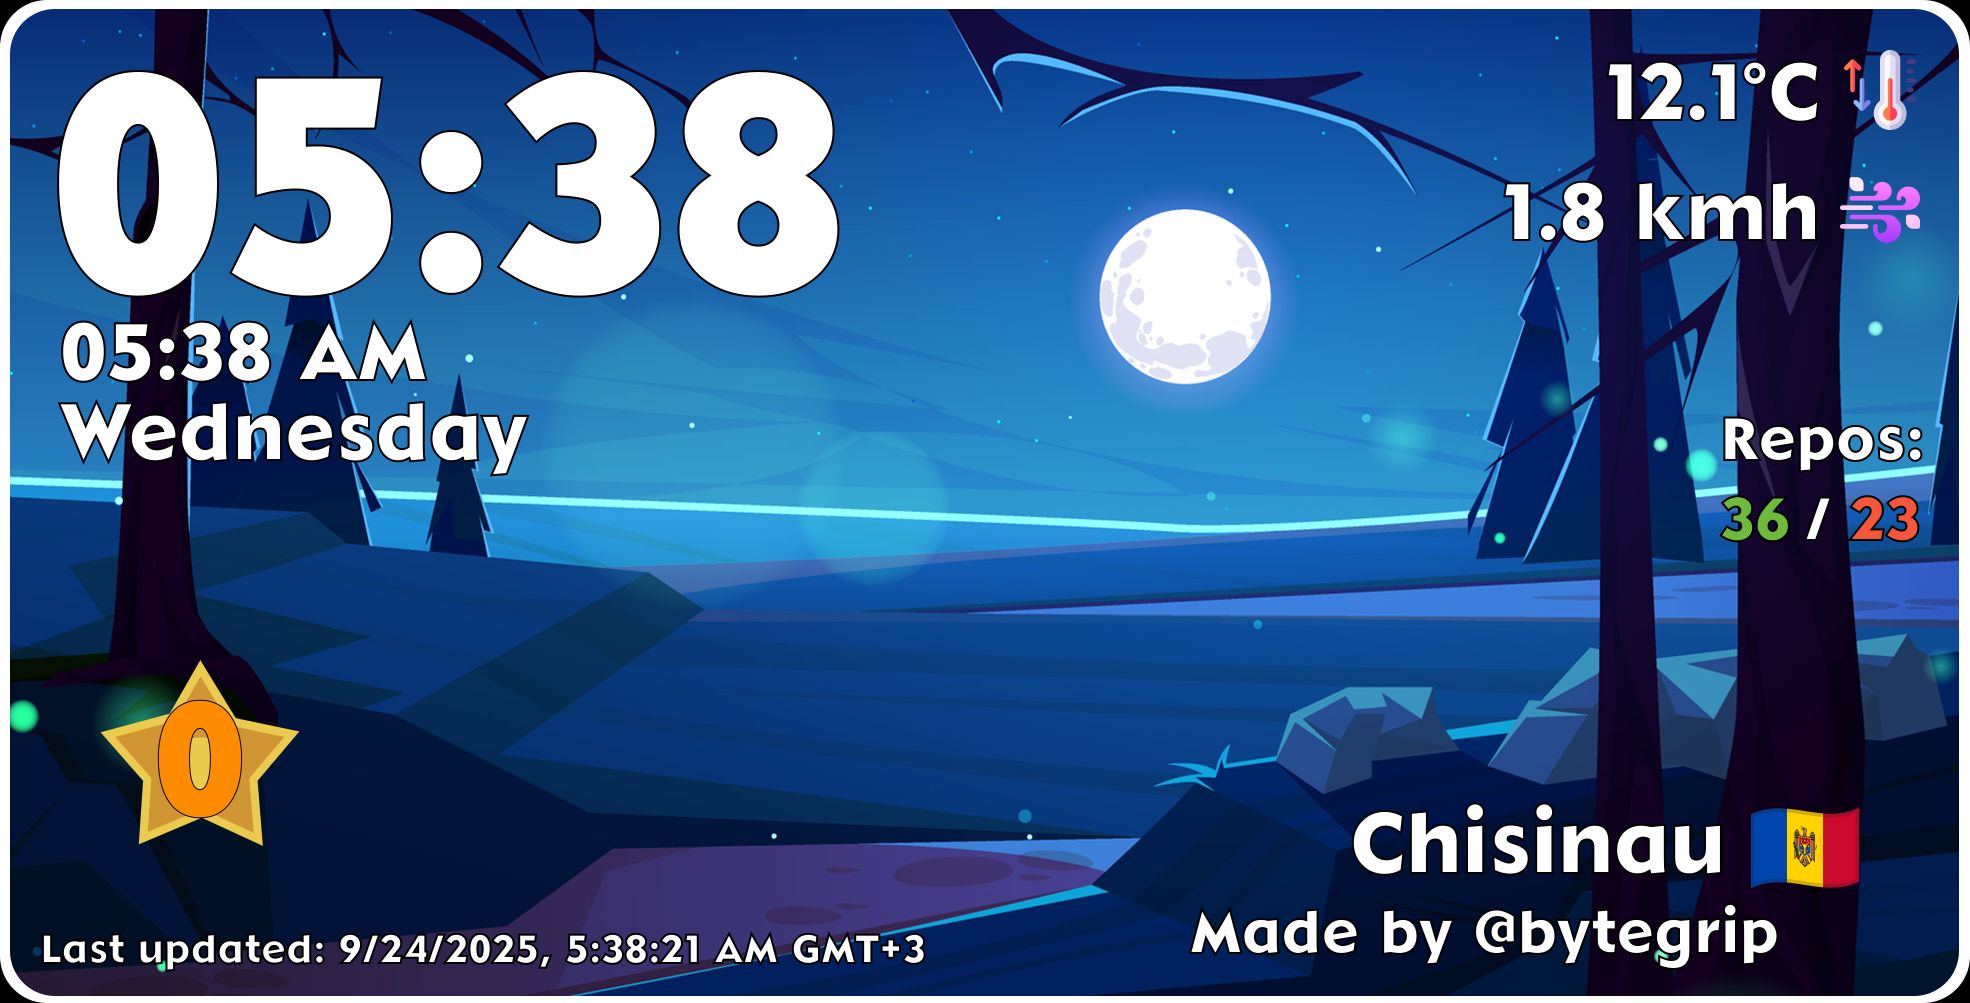 05:38
05:38 AM
Wednesday
12.1°C
1.8 kmh
Repos:
36 / 23
0
Chisinau
Made by @bytegrip
Last updated: 9/24/2025, 5:38:21 AM GMT+3